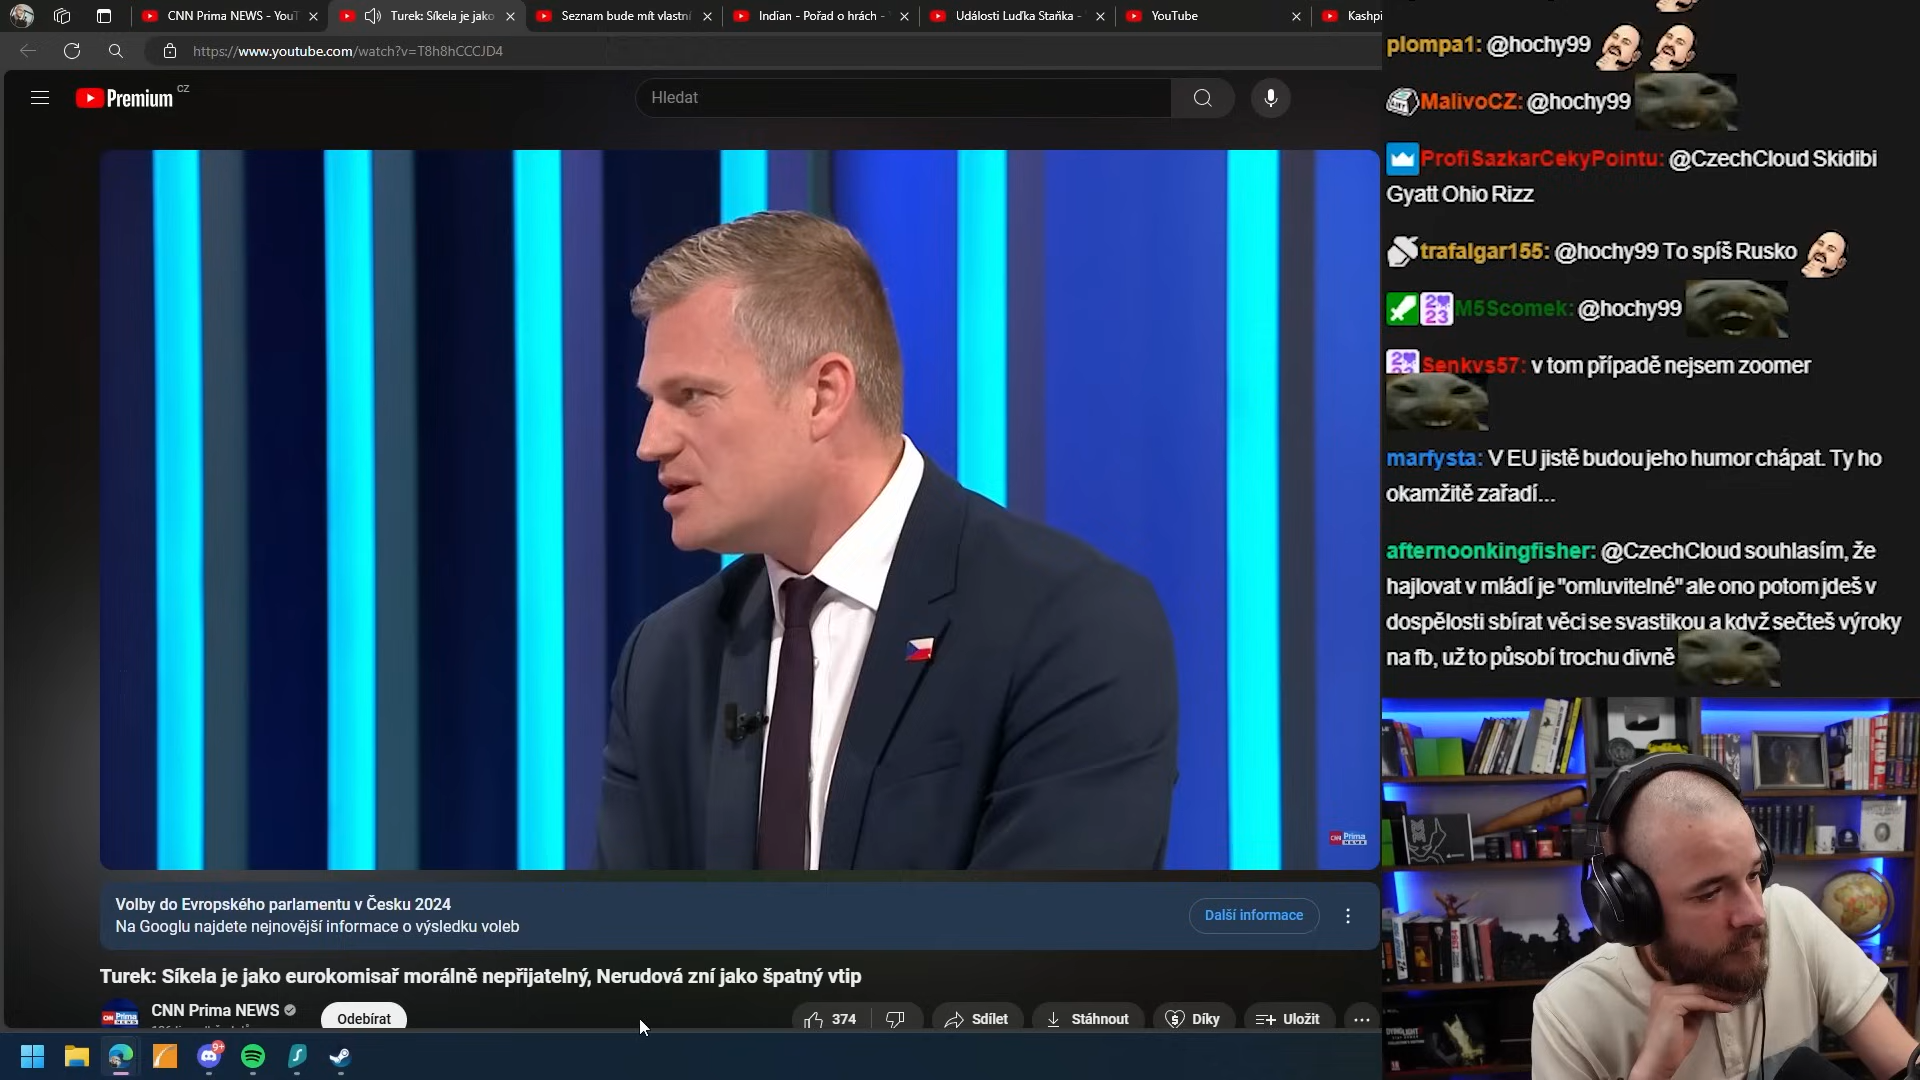 CNN Prima NEWS - YouT
Turek: Síkela je jako
Seznam bude mít vlastní
Indian - Pořad o hrách -
Události Luďka Staňka -
YouTube
Kashpi
https://www.youtube.com/watch?v=T8h8hCCCJD4
Premium CZ
Hledat
CNN Prima NEWS
Volby do Evropského parlamentu v Česku 2024
Na Googlu najdete nejnovější informace o výsledku voleb
Další informace
Turek: Síkela je jako eurokomisař morálně nepřijatelný, Nerudová zní jako špatný vtip
CNN Prima NEWS
Odebírat
374
Sdílet
Stáhnout
Díky
Uložit
9+
plompa1: @hochy99
MalivoCZ: @hochy99
ProfiSazkarCekyPointu: @CzechCloud Skidibi
Gyatt Ohio Rizz
trafalgar155: @hochy99 To spíš Rusko
M5Scomek: @hochy99
Senkvs57: v tom případě nejsem zoomer
marfysta: V EU jistě budou jeho humor chápat. Ty ho
okamžitě zařadí...
afternoonkingfisher: @CzechCloud souhlasím, že
hajlovat v mládí je "omluvitelné" ale ono potom jdeš v
dospělosti sbírat věci se svastikou a když sečteš výroky
na fb, už to působí trochu divně
1984